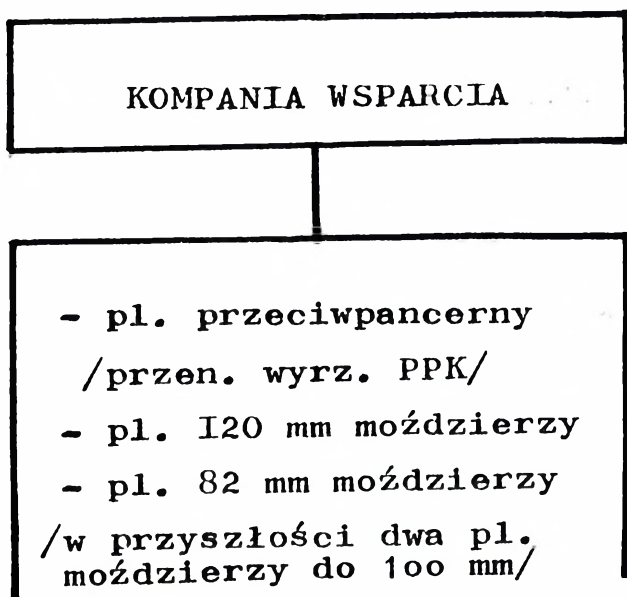 KOMPANIA WSPARCIA
- pl. przeciwpancerny
/przen. wyrz. PPK/
- pl. I20 mm moździerzy
- pl. 82 mm moździerzy
/w przyszłości dwa pl.
moździerzy do 1oo mm/